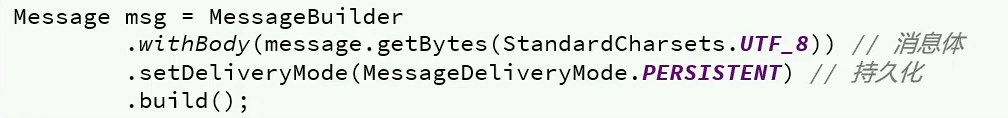 Message msg = MessageBuilder
        .withBody(message.getBytes(StandardCharsets.UTF_8)) // 消息体
        .setDeliveryMode(MessageDeliveryMode.PERSISTENT) // 持久化
        .build();